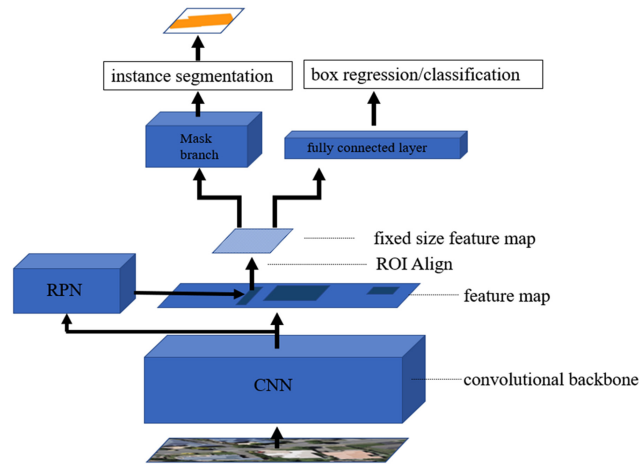 instance segmentation
box regression/classification
Mask
branch
fully connected layer
fixed size feature map
ROI Align
RPN
feature map
CNN
convolutional backbone